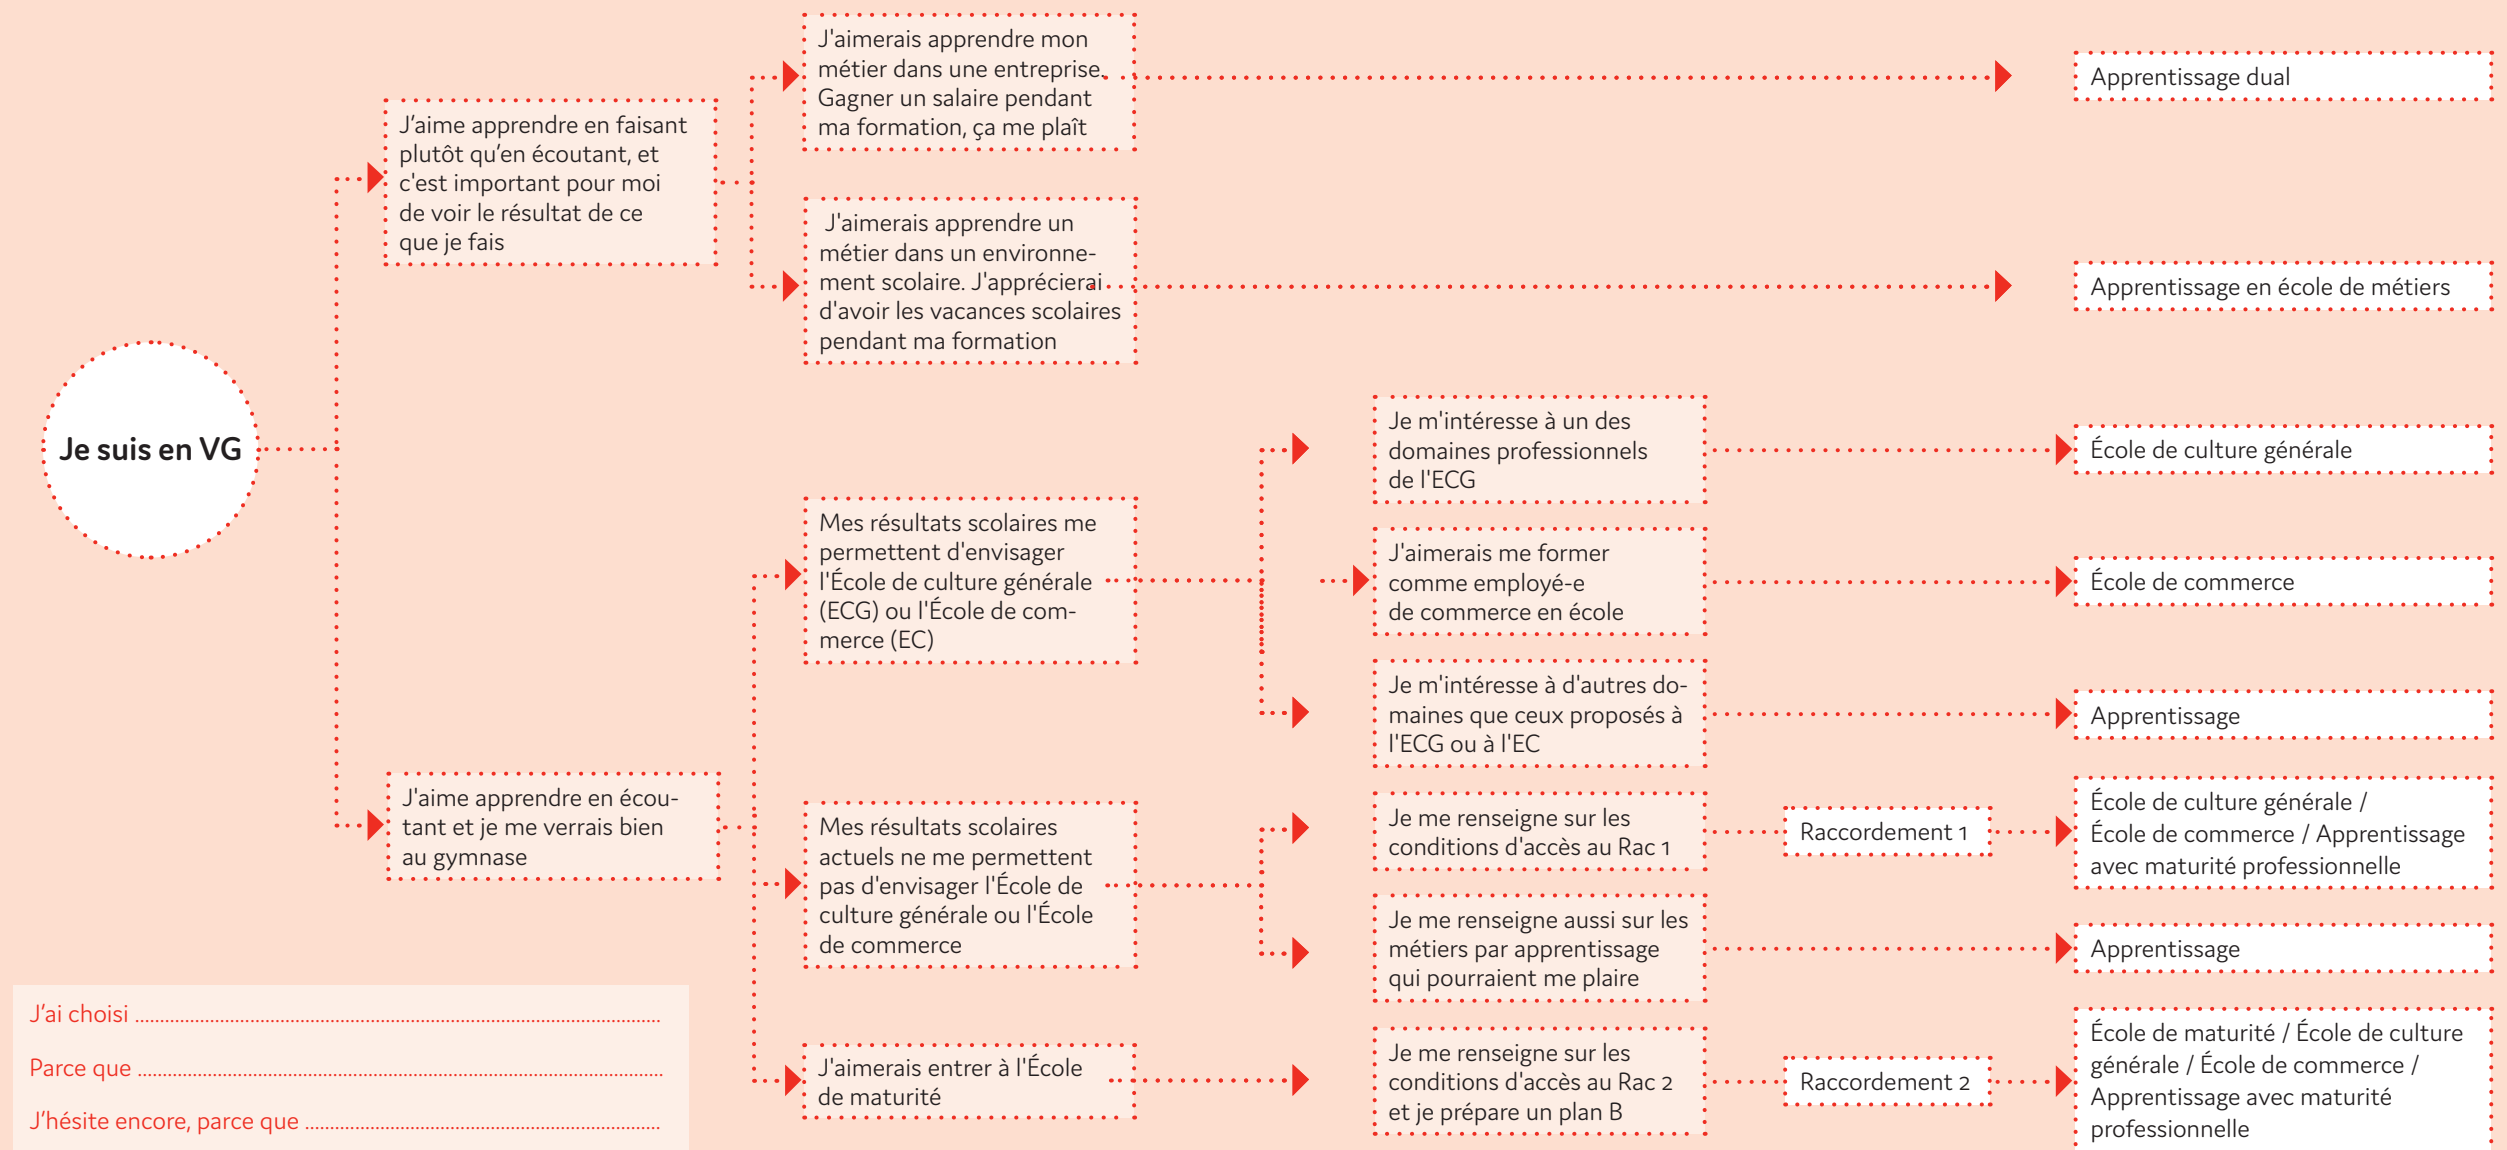 Je suis en VG
J'aime apprendre en faisant
plutôt qu'en écoutant, et
c'est important pour moi
de voir le résultat de ce
que je fais
J'aimerais apprendre mon
métier dans une entreprise.
Gagner un salaire pendant
ma formation, ça me plaît
Apprentissage dual
J'aimerais apprendre un
métier dans un environne-
ment scolaire. J'apprécierai
d'avoir les vacances scolaires
pendant ma formation
Apprentissage en école de métiers
J'aime apprendre en écou-
tant et je me verrais bien
au gymnase
Mes résultats scolaires me
permettent d'envisager
l'École de culture générale
(ECG) ou l'École de com-
merce (EC)
Je m'intéresse à un des
domaines professionnels
de l'ECG
École de culture générale
J'aimerais me former
comme employé-e
de commerce en école
École de commerce
Je m'intéresse à d'autres do-
maines que ceux proposés à
l'ECG ou à l'EC
Apprentissage
Mes résultats scolaires
actuels ne me permettent
pas d'envisager l'École de
culture générale ou l'École
de commerce
Je me renseigne sur les
conditions d'accès au Rac 1
Raccordement 1
École de culture générale /
École de commerce / Apprentissage
avec maturité professionnelle
Je me renseigne aussi sur les
métiers par apprentissage
qui pourraient me plaire
Apprentissage
J'aimerais entrer à l'École
de maturité
Je me renseigne sur les
conditions d'accès au Rac 2
et je prépare un plan B
Raccordement 2
École de maturité / École de culture
générale / École de commerce /
Apprentissage avec maturité
professionnelle
J'ai choisi
Parce que
J'hésite encore, parce que